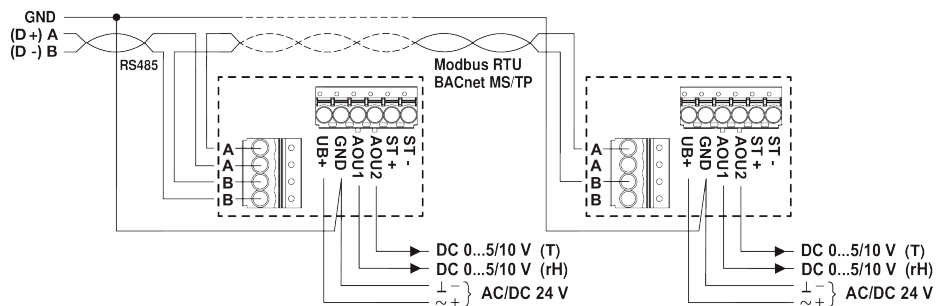 GND
(D+) A
(D -) B
RS485
Modbus RTU
BACnet MS/TP
A
A
B
B
UB+
GND
AOU1
AOU2
ST +
ST -
DC 0...5/10 V (T)
DC 0...5/10 V (rH)
⊥ −
~ +
} AC/DC 24 V
A
A
B
B
UB+
GND
AOU1
AOU2
ST +
ST -
DC 0...5/10 V (T)
DC 0...5/10 V (rH)
⊥ −
~ +
} AC/DC 24 V